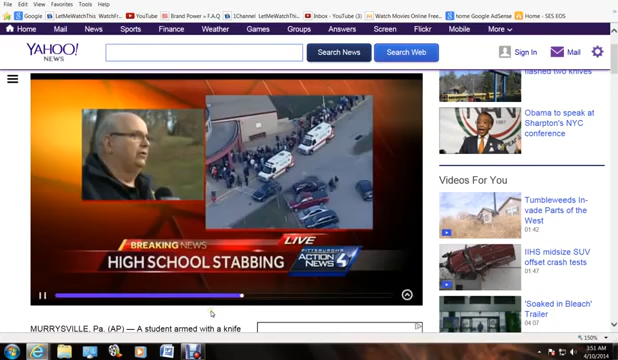 File Edit View Favorites Tools Help
Google LetMeWatchThis WatchFr... YouTube Brand Power » F.A.Q 1Channel LetMeWatchThis ... Inbox - YouTube (3) Watch Movies Online Free... home Google AdSense Home - SES EOS
Home Mail News Sports Finance Weather Games Groups Answers Screen Flickr Mobile More
YAHOO!
NEWS
Search News Search Web Sign In Mail
flashed two knives
Obama to speak at
Sharpton's NYC
conference
LIVE
BREAKING NEWS
HIGH SCHOOL STABBING
PITTSBURGH'S
ACTION
NEWS 4
Videos For You
Tumbleweeds In-
vade Parts of the
West
01:42
IIHS midsize SUV
offset crash tests
01:47
'Soaked in Bleach'
Trailer
04:07
MURRYSVILLE, Pa. (AP) — A student armed with a knife
150%
3:51 AM
4/10/2014